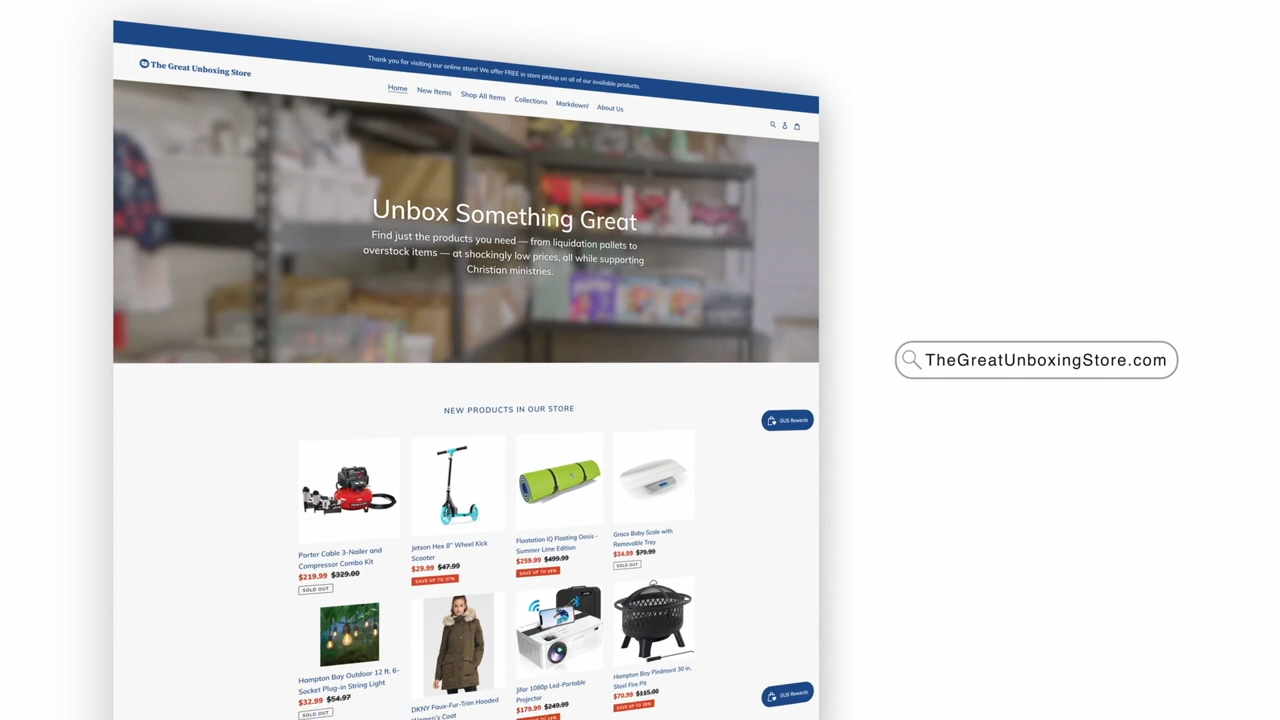 Thank you for visiting our online store! We offer FREE in store pickup on all of our available products.
The Great Unboxing Store
Home New Items Shop All Items Collections Markdown! About Us
Unbox Something Great
Find just the products you need — from liquidation pallets to
overstock items — at shockingly low prices, all while supporting
Christian ministries.
TheGreatUnboxingStore.com
NEW PRODUCTS IN OUR STORE
GUS Rewards
Porter Cable 3-Nailer and
Compressor Combo Kit
$219.99 $329.00
SOLD OUT
Jetson Hex 8" Wheel Kick
Scooter
$29.99 $47.99
SAVE UP TO 37%
Floatation IQ Floating Oasis -
Summer Lime Edition
$259.99 $499.99
SAVE UP TO 48%
Graco Baby Scale with
Removable Tray
$34.99 $79.99
SOLD OUT
Hampton Bay Outdoor 12 ft. 6-
Socket Plug-in String Light
$32.99 $54.97
SOLD OUT
DKNY Faux-Fur-Trim Hooded
Women's Coat
Jifar 1080p Led-Portable
Projector
$179.99 $249.99
Hampton Bay Piedmont 30 in.
Steel Fire Pit
$70.99 $115.00
SAVE UP TO 38%
GUS Rewards